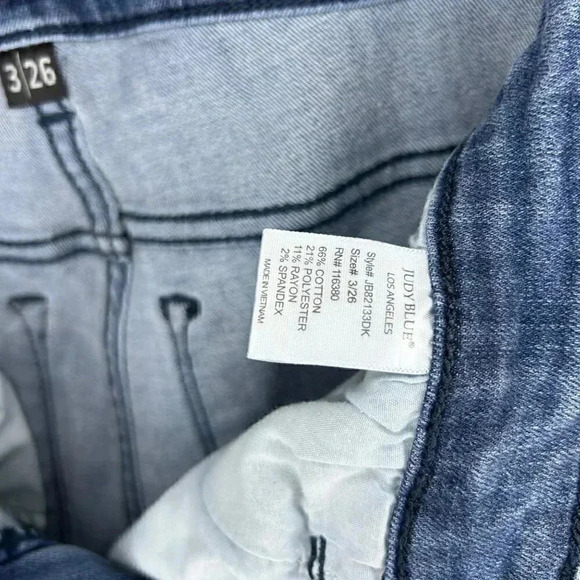 3/26
JUDY BLUE®
LOS ANGELES
Style# JB82133DK
Size# 3/26
RN# 116380
66% COTTON
21% POLYESTER
11% RAYON
2% SPANDEX
MADE IN VIETNAM